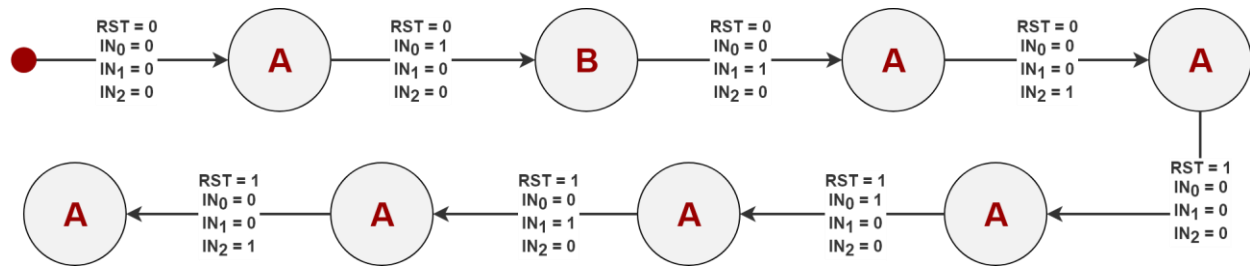 RST = 0
IN0 = 0
IN1 = 0
IN2 = 0
A
RST = 0
IN0 = 1
IN1 = 0
IN2 = 0
B
RST = 0
IN0 = 0
IN1 = 1
IN2 = 0
A
RST = 0
IN0 = 0
IN1 = 0
IN2 = 1
A
RST = 1
IN0 = 0
IN1 = 0
IN2 = 0
A
RST = 1
IN0 = 1
IN1 = 0
IN2 = 0
A
RST = 1
IN0 = 0
IN1 = 1
IN2 = 0
A
RST = 1
IN0 = 0
IN1 = 0
IN2 = 1
A